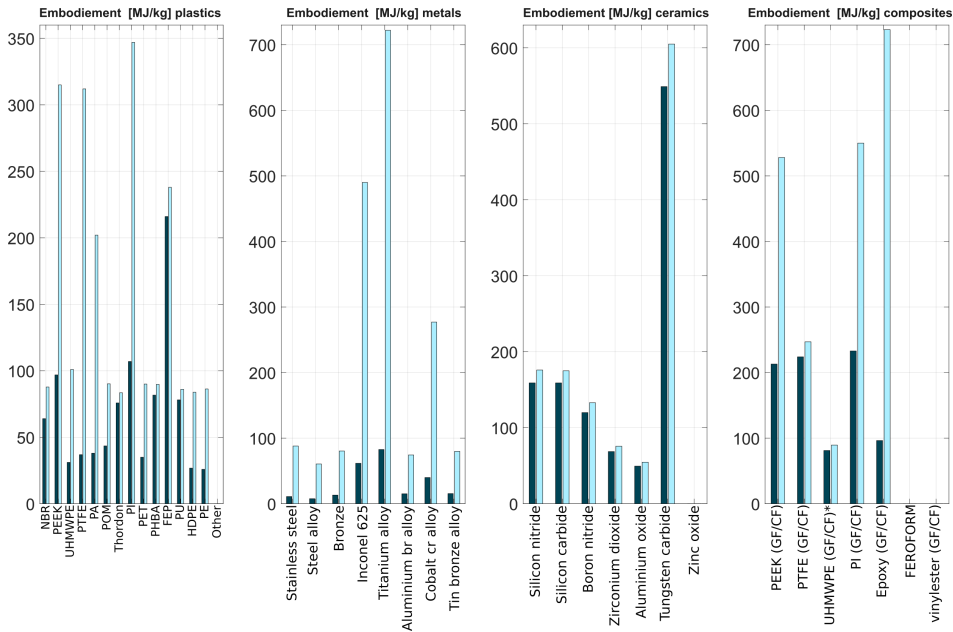 Embodiement [MJ/kg] plastics
350
300
250
200
150
100
50
0
NBR
PEEK
UHMWPE
PTFE
PA
POM
Thordon
PI
PET
PHBA
FEP
PU
HDPE
PE
Other
Embodiement [MJ/kg] metals
700
600
500
400
300
200
100
0
Stainless steel
Steel alloy
Bronze
Inconel 625
Titanium alloy
Aluminium br alloy
Cobalt cr alloy
Tin bronze alloy
Embodiement [MJ/kg] ceramics
600
500
400
300
200
100
0
Silicon nitride
Silicon carbide
Boron nitride
Zirconium dioxide
Aluminium oxide
Tungsten carbide
Zinc oxide
Embodiement [MJ/kg] composites
700
600
500
400
300
200
100
0
PEEK (GF/CF)
PTFE (GF/CF)
UHMWPE (GF/CF)*
PI (GF/CF)
Epoxy (GF/CF)
FEROFORM
vinylester (GF/CF)